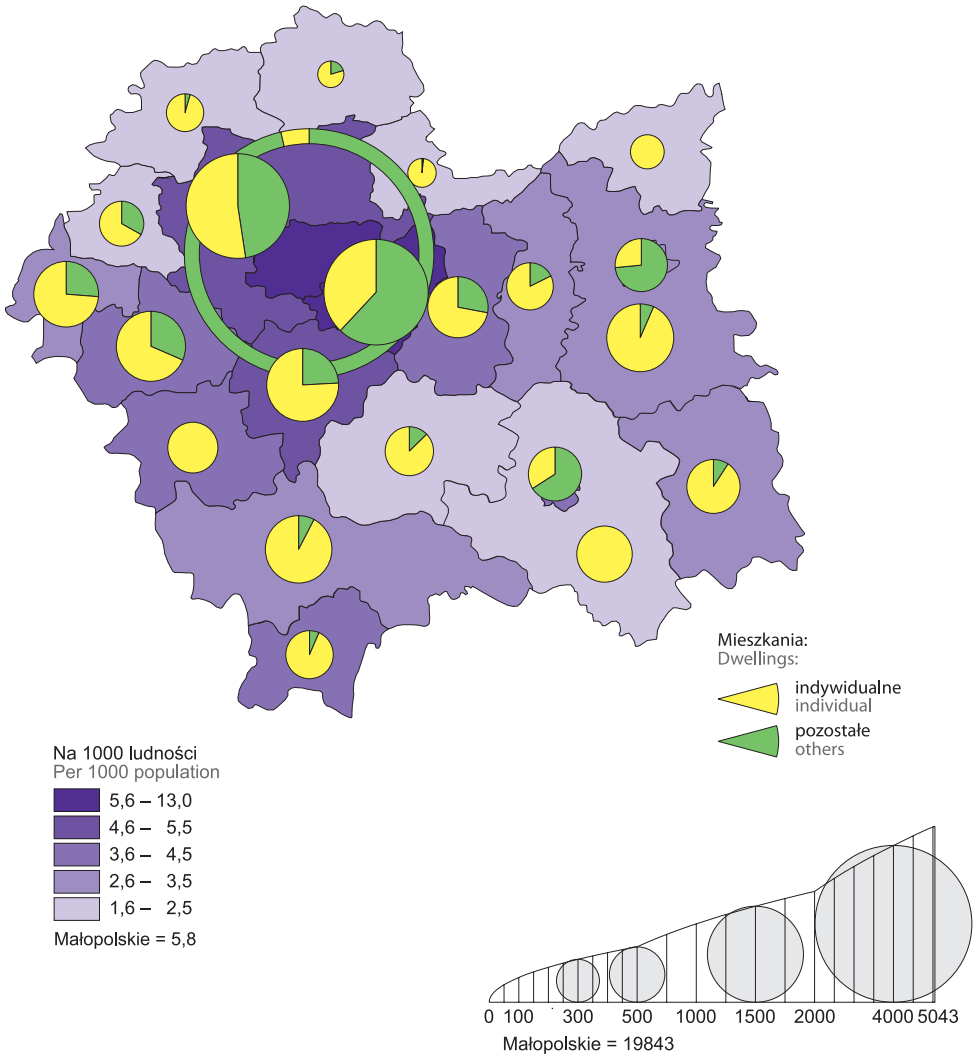 Mieszkania:
Dwellings:
indywidualne
individual
pozostałe
others
Na 1000 ludności
Per 1000 population
5,6 – 13,0
4,6 – 5,5
3,6 – 4,5
2,6 – 3,5
1,6 – 2,5
Małopolskie = 5,8
0 100 300 500 1000 1500 2000 4000 5043
Małopolskie = 19843